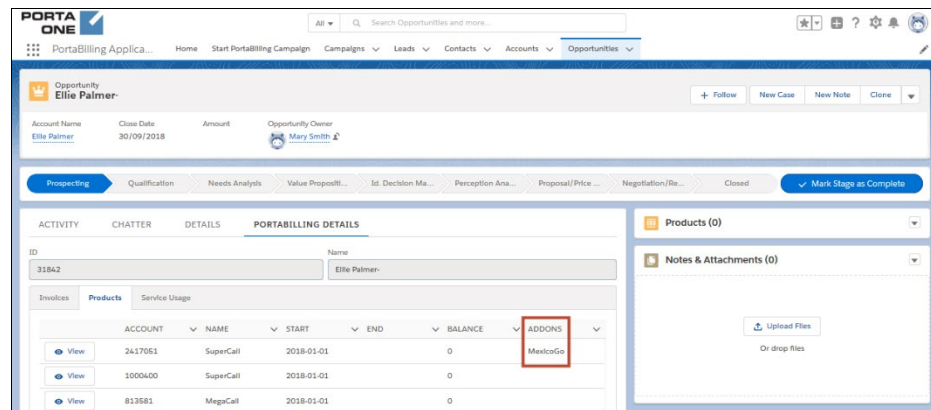 PORTA
ONE
All
Search Opportunities and more...
PortaBilling Applica...
Home
Start PortaBilling Campaign
Campaigns
Leads
Contacts
Accounts
Opportunities
Opportunity
Ellie Palmer-
+ Follow
New Case
New Note
Clone
Account Name
Close Date
Amount
Opportunity Owner
Ellie Palmer
30/09/2018
Mary Smith
Prospecting
Qualification
Needs Analysis
Value Propositi...
Id. Decision Ma...
Perception Ana...
Proposal/Price ...
Negotiation/Re...
Closed
Mark Stage as Complete
ACTIVITY
CHATTER
DETAILS
PORTABILLING DETAILS
ID
Name
31842
Ellie Palmer-
Invoices
Products
Service Usage
ACCOUNT
NAME
START
END
BALANCE
ADDONS
View
2417051
SuperCall
2018-01-01
0
MexicoGo
View
1000400
SuperCall
2018-01-01
0
View
813581
MegaCall
2018-01-01
0
Products (0)
Notes & Attachments (0)
Upload Files
Or drop files